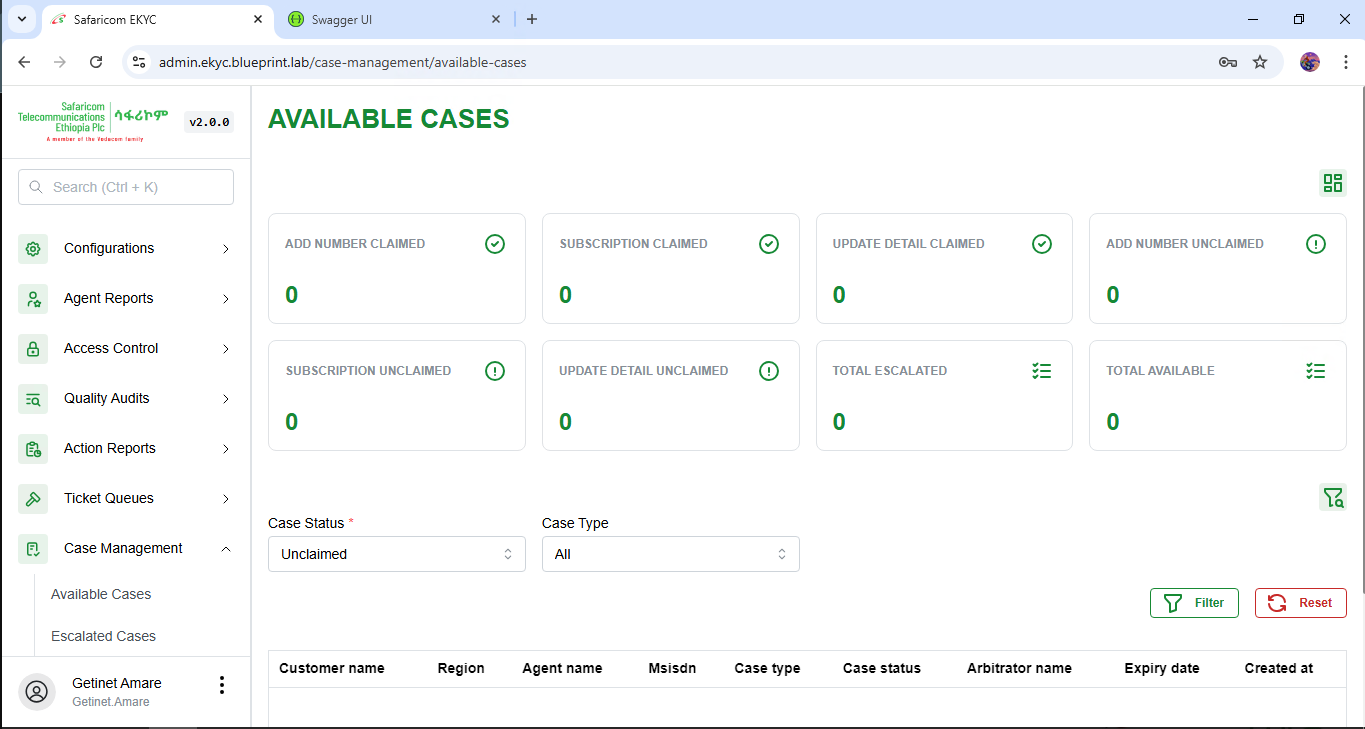 Safaricom EKYC
Swagger UI
admin.ekyc.blueprint.lab/case-management/available-cases
Safaricom
Telecommunications
Ethiopia Plc
ሳፋሪኮም
A member of the Vodacom family
v2.0.0
Search (Ctrl + K)
Configurations
Agent Reports
Access Control
Quality Audits
Action Reports
Ticket Queues
Case Management
Available Cases
Escalated Cases
Getinet Amare
Getinet.Amare
AVAILABLE CASES
ADD NUMBER CLAIMED
0
SUBSCRIPTION CLAIMED
0
UPDATE DETAIL CLAIMED
0
ADD NUMBER UNCLAIMED
0
SUBSCRIPTION UNCLAIMED
0
UPDATE DETAIL UNCLAIMED
0
TOTAL ESCALATED
0
TOTAL AVAILABLE
0
Case Status *
Unclaimed
Case Type
All
Filter
Reset
Customer name Region Agent name Msisdn Case type Case status Arbitrator name Expiry date Created at